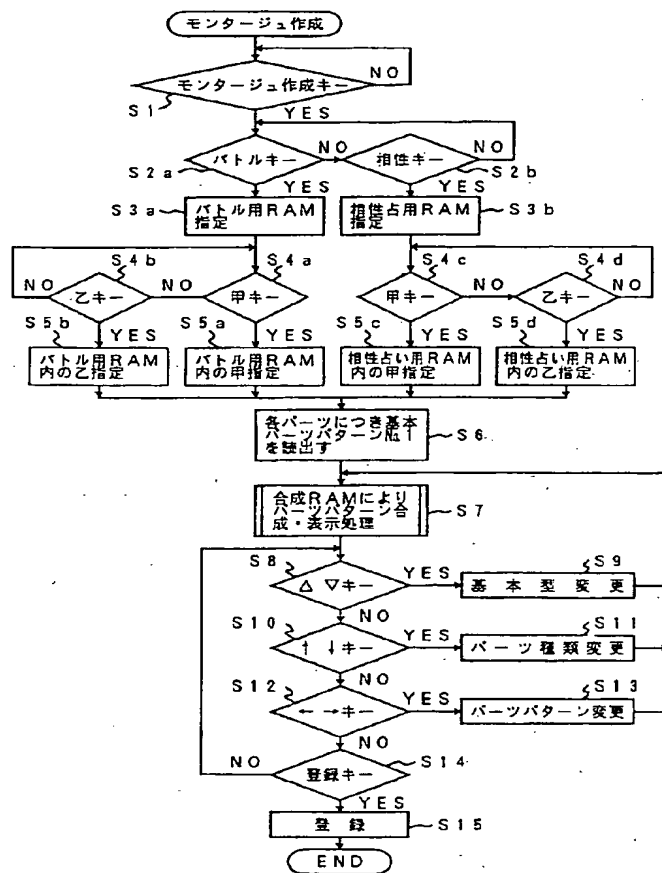 モンタージュ作成
モンタージュ作成キー
NO
S1
YES
バトルキー
NO
相性キー
NO
S2a
S2b
YES
YES
S3a
バトル用RAM
指定
相性占用RAM
指定
S3b
S4b
S4a
S4c
S4d
NO
乙キー
NO
甲キー
甲キー
NO
乙キー
NO
S5b
YES
S5a
YES
S5c
YES
S5d
YES
バトル用RAM
内の乙指定
バトル用RAM
内の甲指定
相性占い用RAM
内の甲指定
相性占い用RAM
内の乙指定
各パーツにつき基本
パーツパターン№1
を読出す
S6
合成RAMにより
パーツパターン合
成・表示処理
S7
S8
△ ▽キー
YES
S9
基本型変更
NO
S10
↑ ↓キー
YES
S11
パーツ種類変更
NO
S12
← →キー
YES
S13
パーツパターン変更
NO
NO
登録キー
S14
YES
登録
S15
END